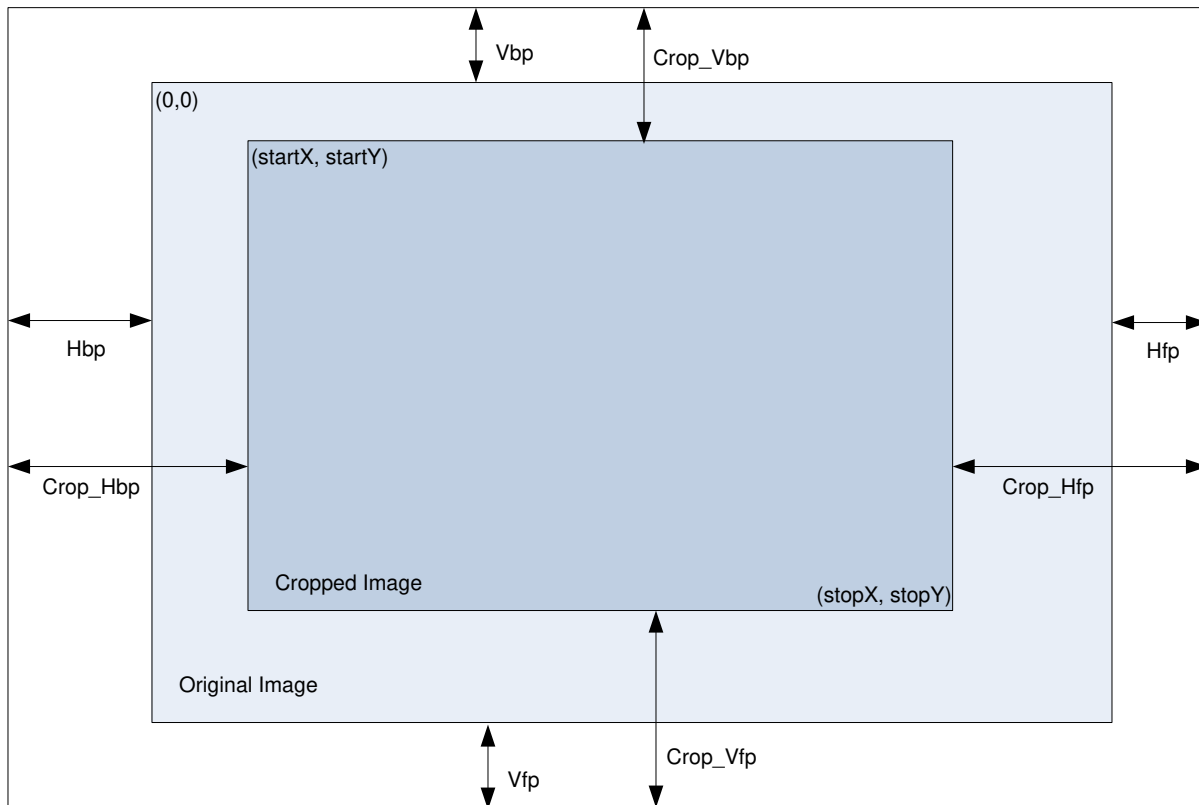 Vbp
Crop_Vbp
(0,0)
(startX, startY)
Hbp
Hfp
Crop_Hbp
Crop_Hfp
Cropped Image
(stopX, stopY)
Original Image
Crop_Vfp
Vfp